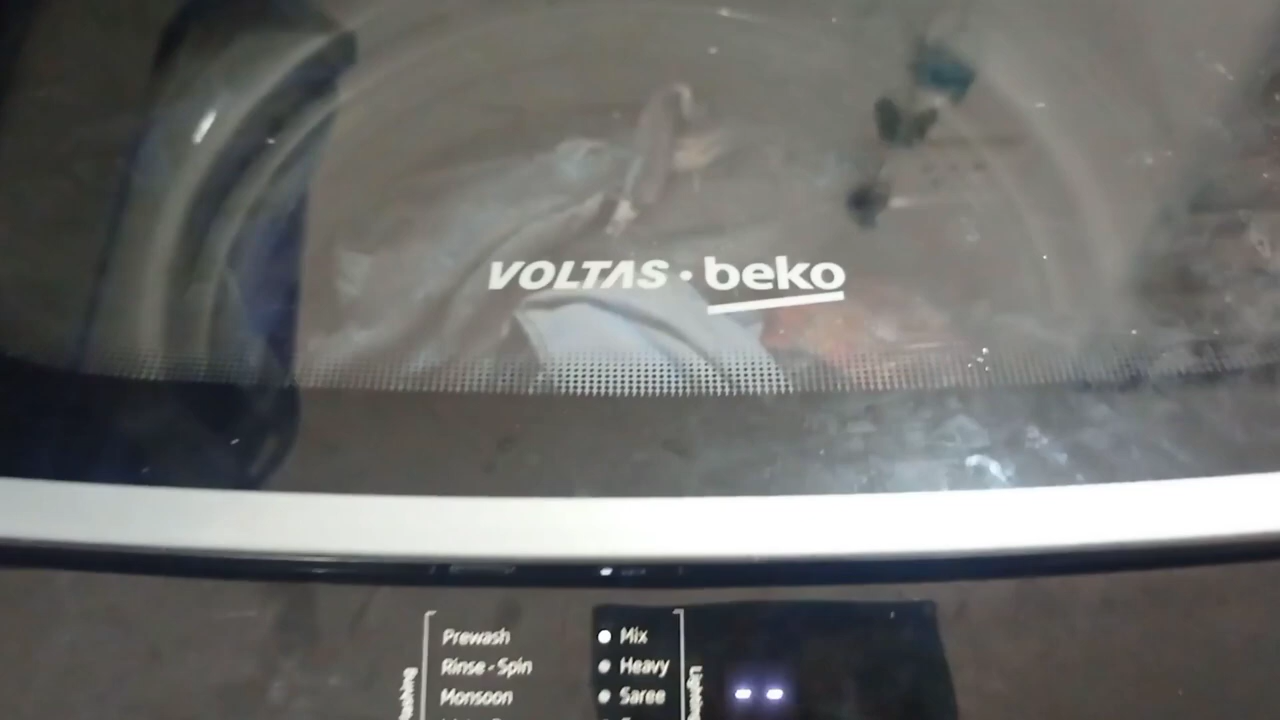 VOLTAS • beko
Prewash
Mix
Rinse - Spin
Heavy
Monsoon
Saree
--